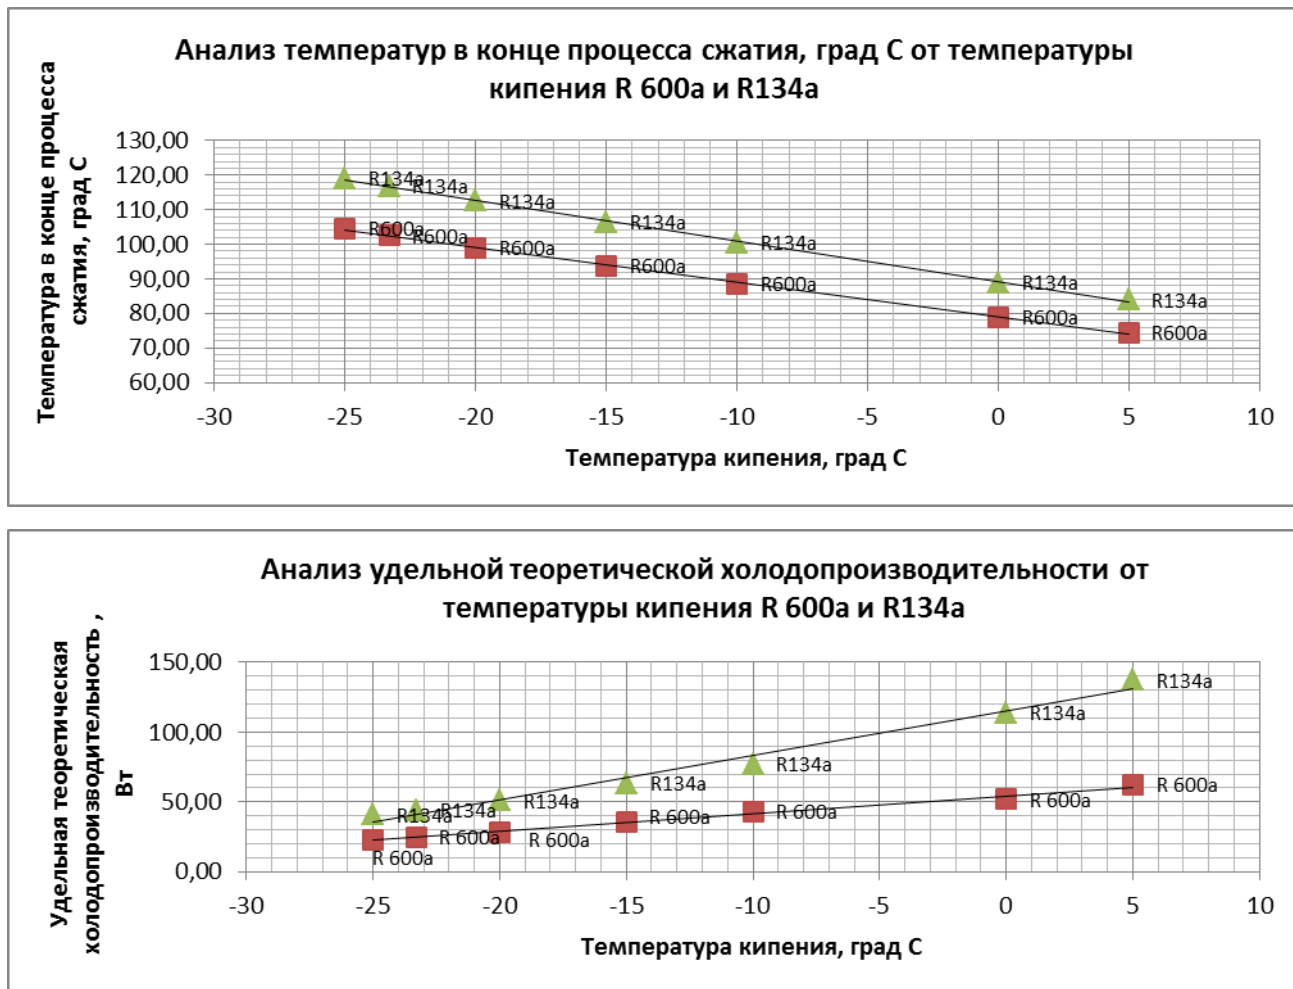 Анализ температур в конце процесса сжатия, град С от температуры
кипения R 600a и R134a
Температура в конце процесса
сжатия, град С
130,00
120,00
110,00
100,00
90,00
80,00
70,00
60,00
R134a
R134a
R134a
R134a
R134a
R134a
R134a
R600a
R600a
R600a
R600a
R600a
R600a
R600a
-30
-25
-20
-15
-10
-5
0
5
10
Температура кипения, град С
Анализ удельной теоретической холодопроизводительности от
температуры кипения R 600a и R134a
Удельная теоретическая
холодопроизводительность ,
Вт
150,00
100,00
50,00
0,00
R134a
R134a
R134a
R134a
R134a
R134a
R134a
R 600a
R 600a
R 600a
R 600a
R 600a
R 600a
R 600a
-30
-25
-20
-15
-10
-5
0
5
10
Температура кипения, град С